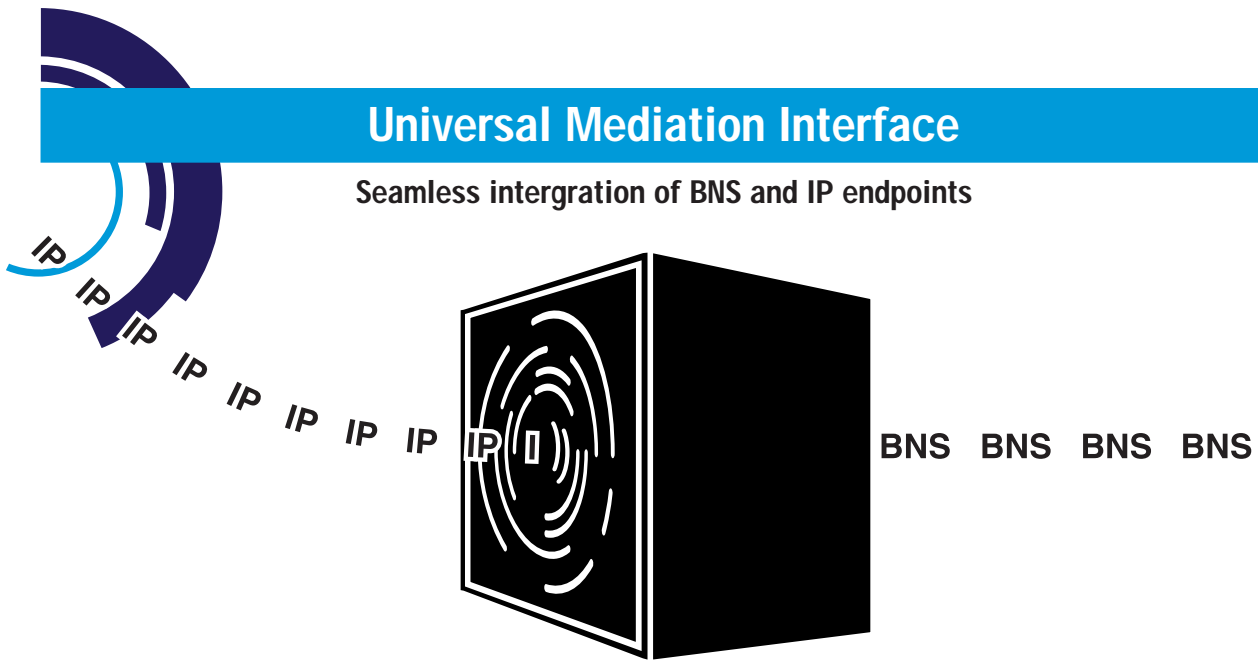 Universal Mediation Interface
Seamless intergration of BNS and IP endpoints
IP IP IP IP IP IP IP IP IP I BNS BNS BNS BNS